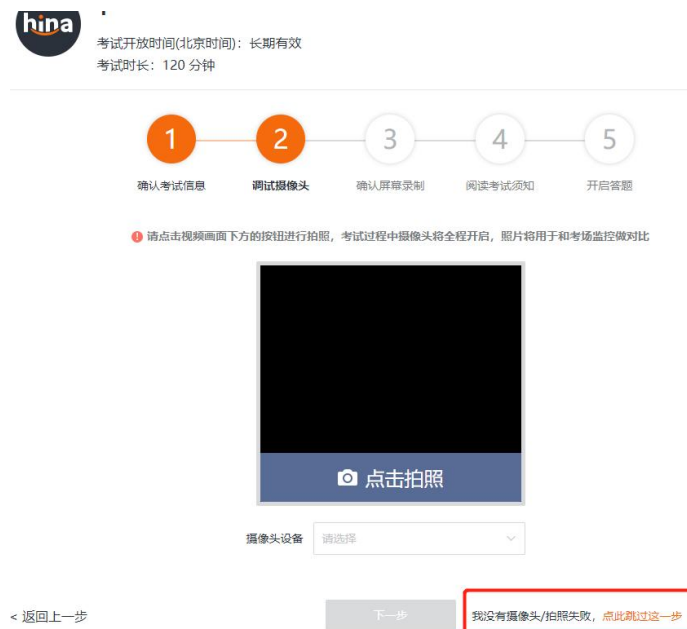 hina
考试开放时间(北京时间)：长期有效
考试时长：120 分钟
1
2
3
4
5
确认考试信息
调试摄像头
确认屏幕录制
阅读考试须知
开启答题
请点击视频画面下方的按钮进行拍照，考试过程中摄像头将全程开启，照片将用于和考场监控做对比
点击拍照
摄像头设备
请选择
< 返回上一步
下一步
我没有摄像头/拍照失败，点此跳过这一步